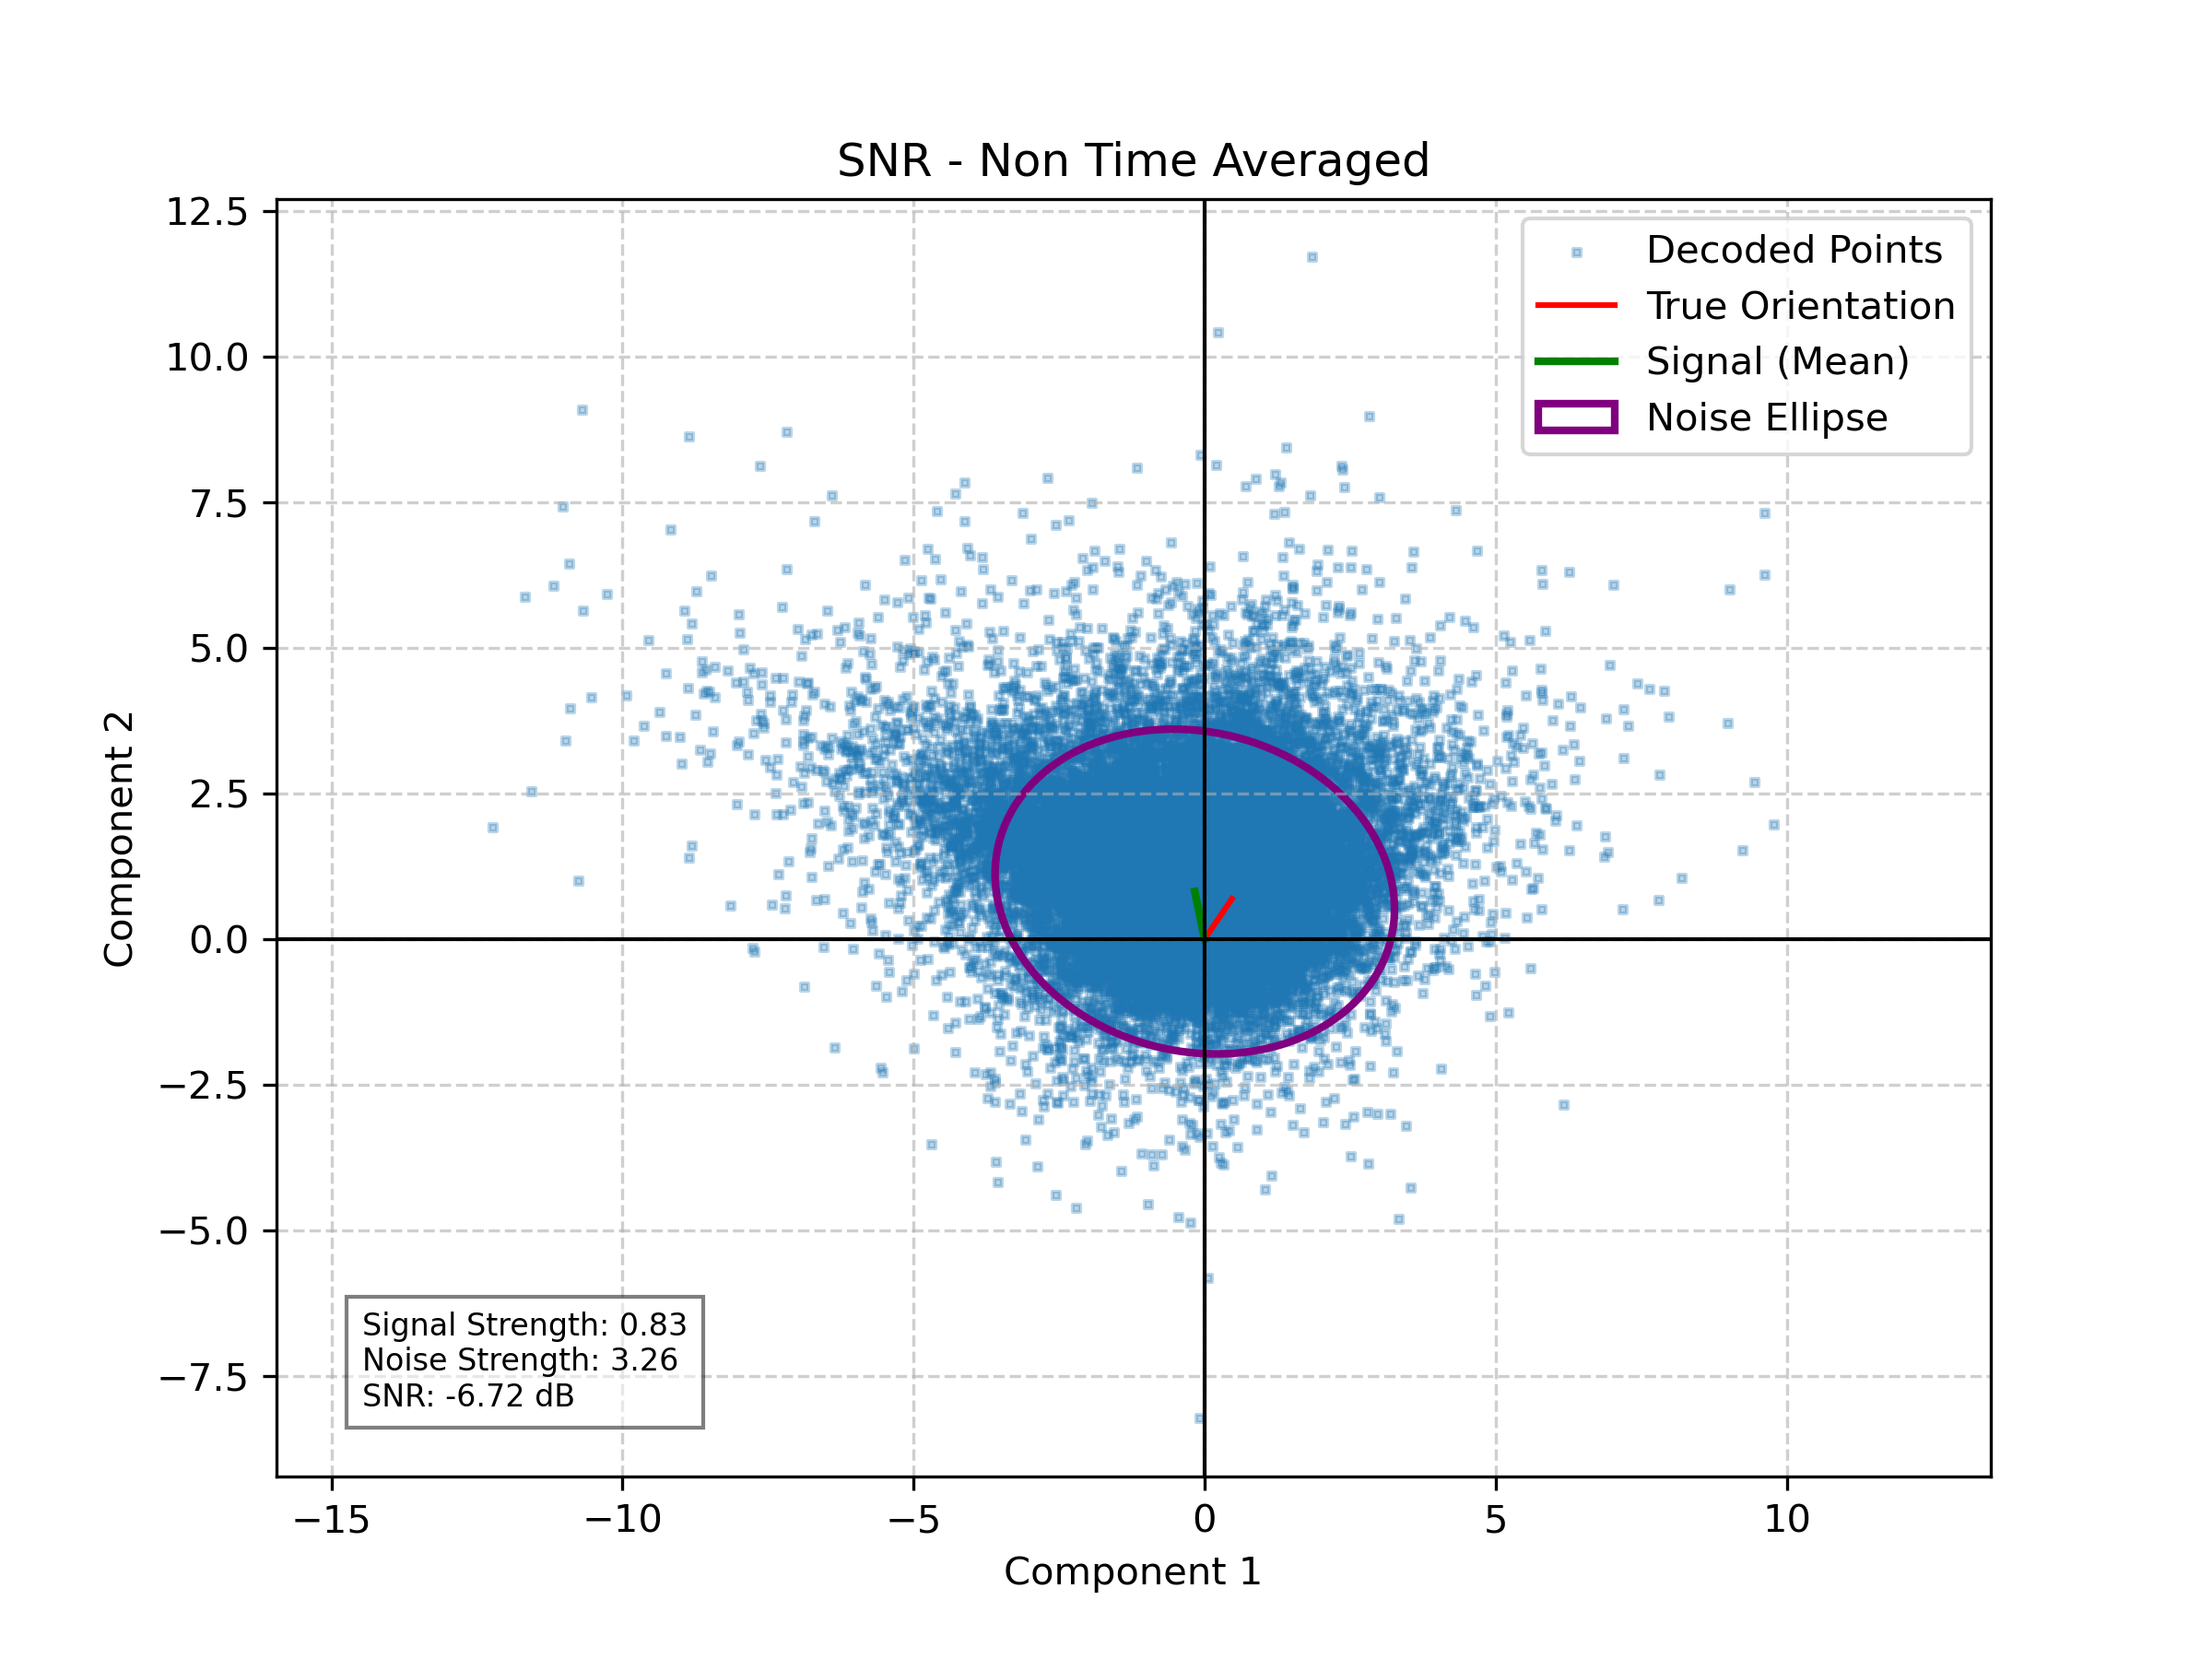 SNR - Non Time Averaged
12.5
10.0
7.5
5.0
2.5
0.0
−2.5
−5.0
−7.5
Component 2
Decoded Points
True Orientation
Signal (Mean)
Noise Ellipse
Signal Strength: 0.83
Noise Strength: 3.26
SNR: -6.72 dB
−15
−10
−5
0
5
10
Component 1